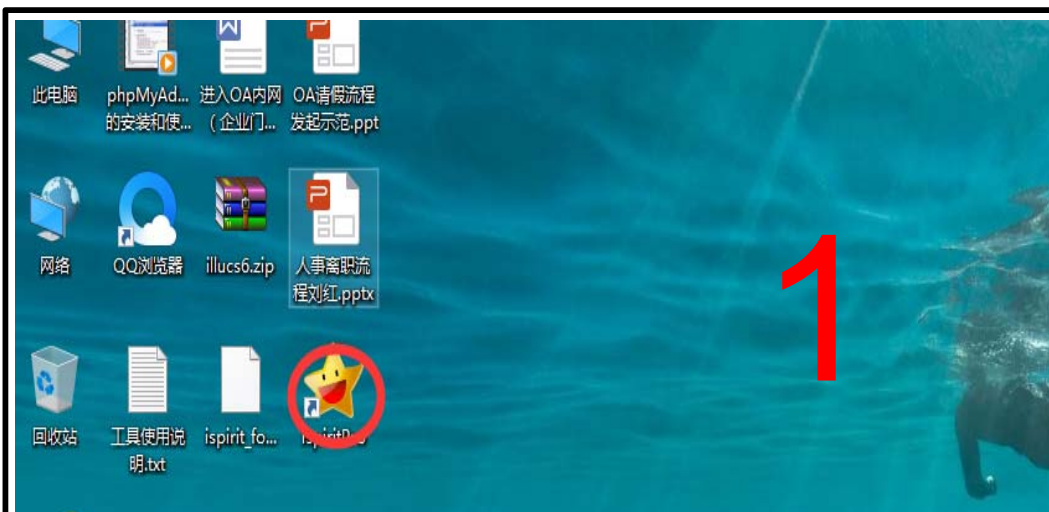 此电脑
phpMyAd...
的安装和使...
进入OA内网
（企业门...
OA请假流程
发起示范.ppt
网络
QQ浏览器
illucs6.zip
人事离职流
程刘红.pptx
1
回收站
工具使用说
明.txt
ispirit_fo...